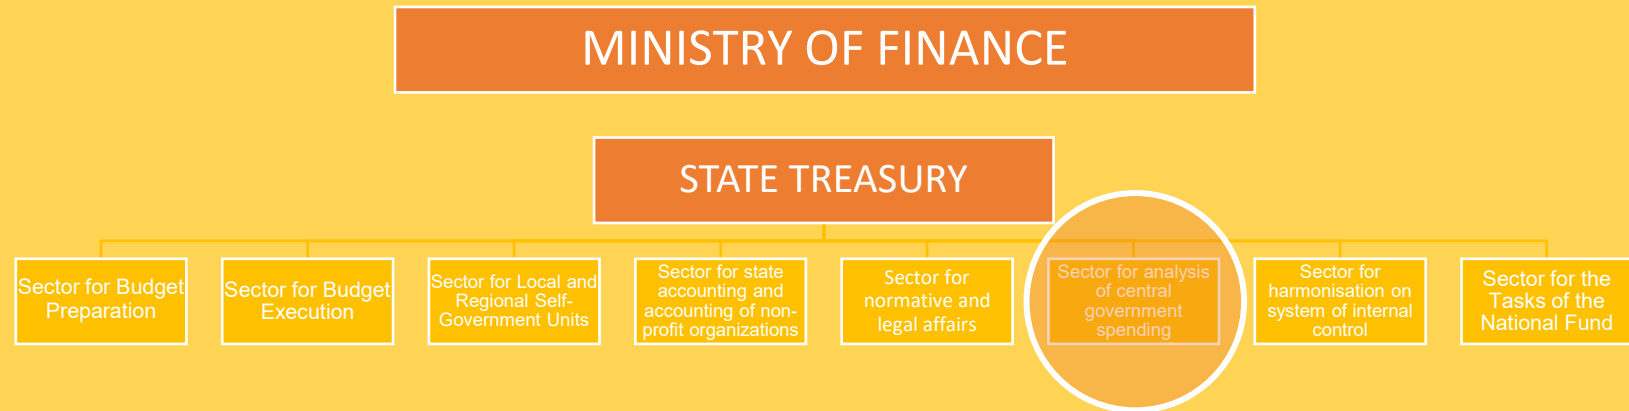 MINISTRY OF FINANCE
STATE TREASURY
Sector for Budget
Preparation
Sector for Budget
Execution
Sector for Local and
Regional Self-
Government Units
Sector for state
accounting and
accounting of non-
profit organizations
Sector for
normative and
legal affairs
Sector for analysis
of central
government
spending
Sector for
harmonisation on
system of internal
control
Sector for the
Tasks of the
National Fund